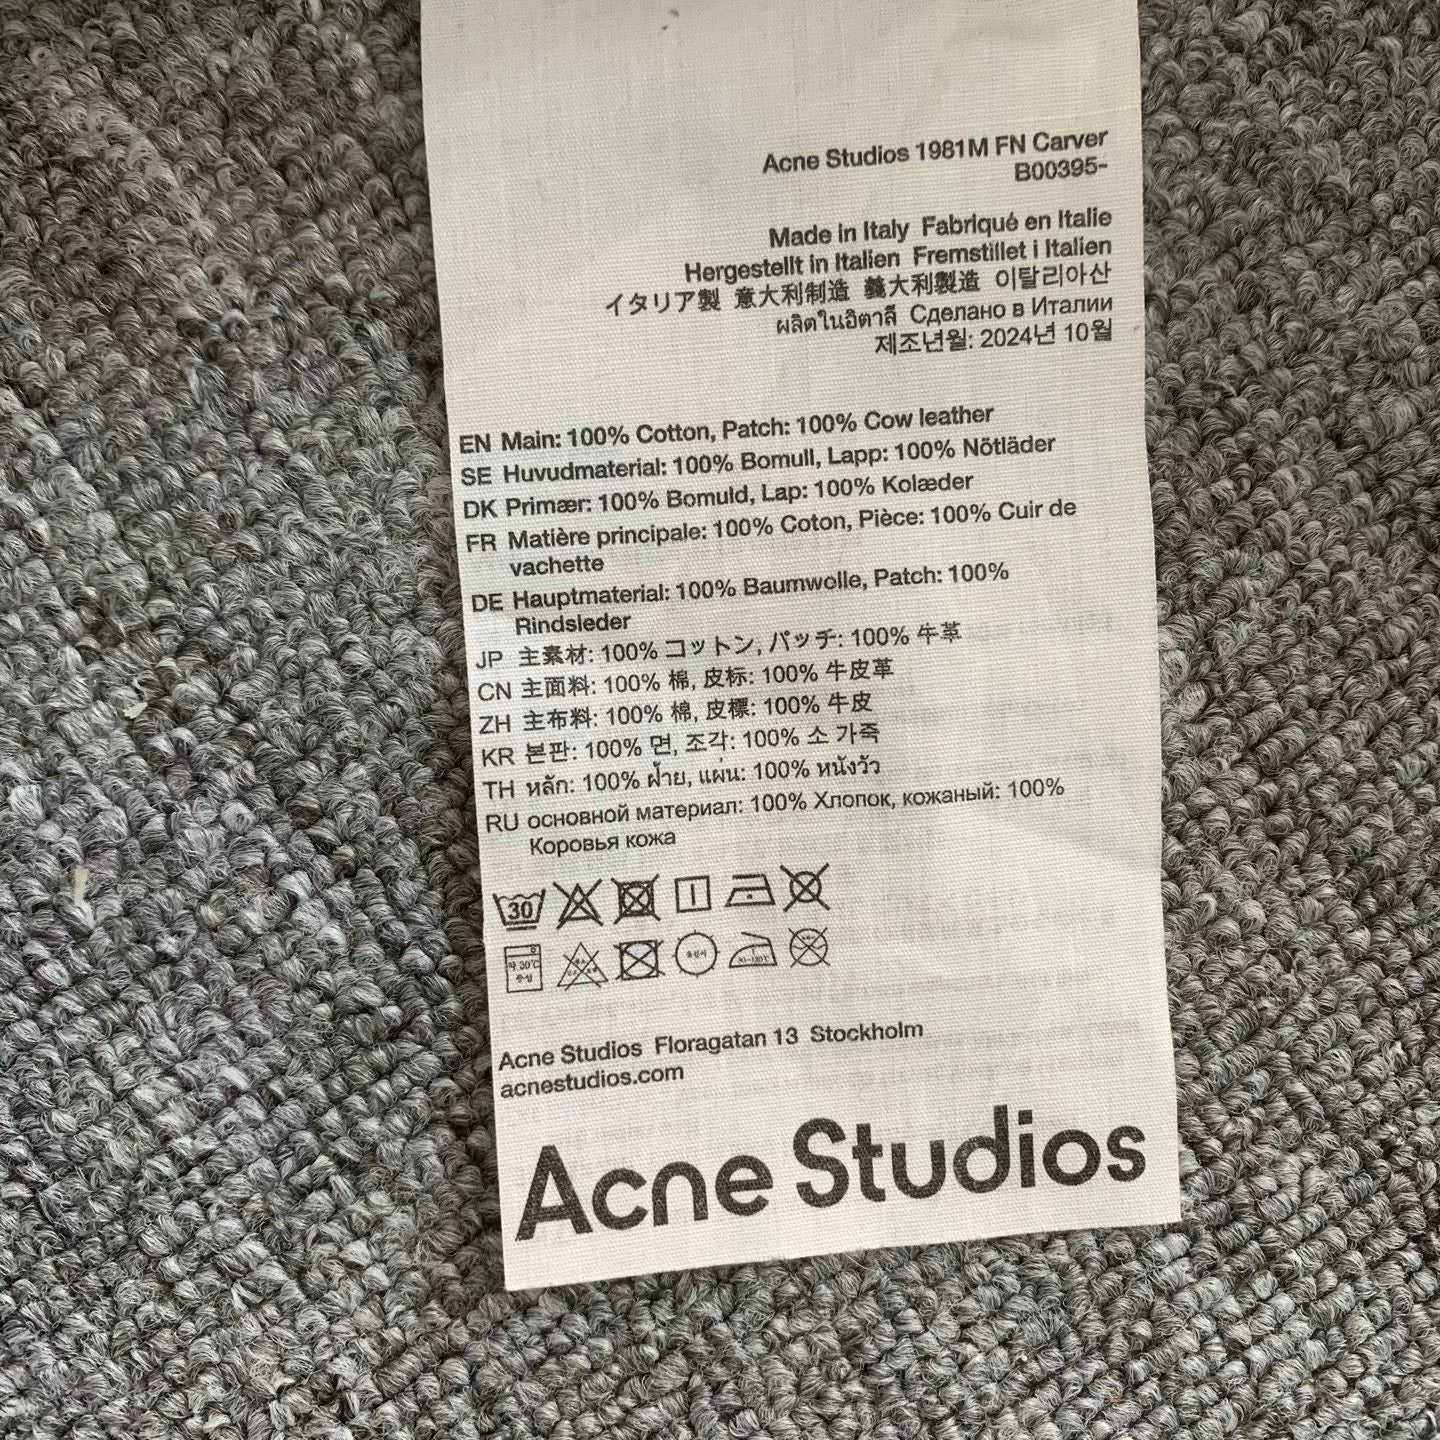 Acne Studios 1981M FN Carver
B00395-
Made in Italy Fabriqué en Italie
Hergestellt in Italien Fremstillet i Italien
イタリア製 意大利制造 義大利製造 이탈리아산
ผลิตในอิตาลี Сделано в Италии
제조년월: 2024년 10월
EN Main: 100% Cotton, Patch: 100% Cow leather
SE Huvudmaterial: 100% Bomull, Lapp: 100% Nötläder
DK Primær: 100% Bomuld, Lap: 100% Kolæder
FR Matière principale: 100% Coton, Pièce: 100% Cuir de
vachette
DE Hauptmaterial: 100% Baumwolle, Patch: 100%
Rindsleder
JP 主素材: 100% コットン, パッチ: 100% 牛革
CN 主面料: 100% 棉, 皮标: 100% 牛皮革
ZH 主布料: 100% 棉, 皮標: 100% 牛皮
KR 본판: 100% 면, 조각: 100% 소 가죽
TH หลัก: 100% ฝ้าย, แผ่น: 100% หนังวัว
RU основной материал: 100% Хлопок, кожаный: 100%
Коровья кожа
30
약 30℃
중성
Acne Studios Floragatan 13 Stockholm
acnestudios.com
Acne Studios